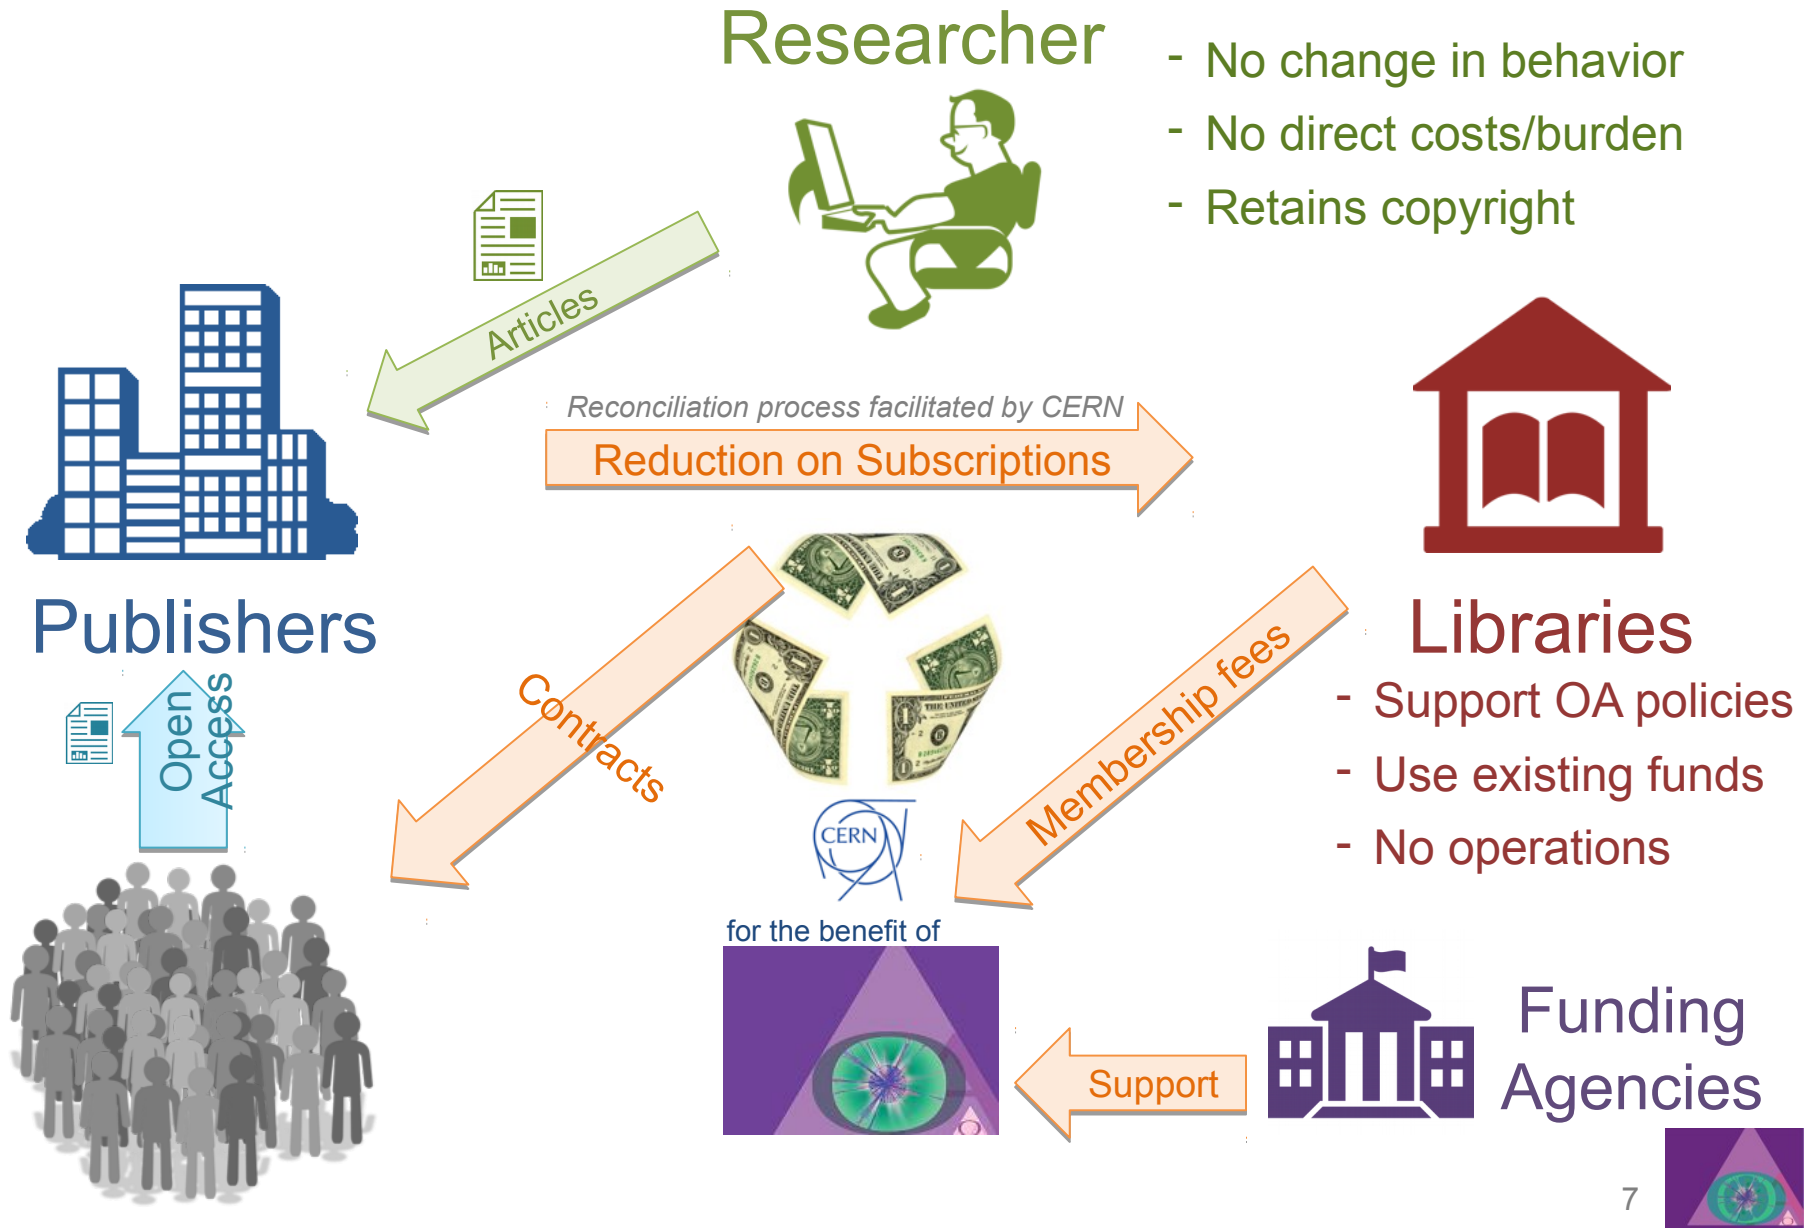 Researcher
- No change in behavior
- No direct costs/burden
- Retains copyright
Articles
Reconciliation process facilitated by CERN
Reduction on Subscriptions
Publishers
Libraries
- Support OA policies
- Use existing funds
- No operations
Open
Access
Contracts
Membership fees
CERN
for the benefit of
Support
Funding
Agencies
7